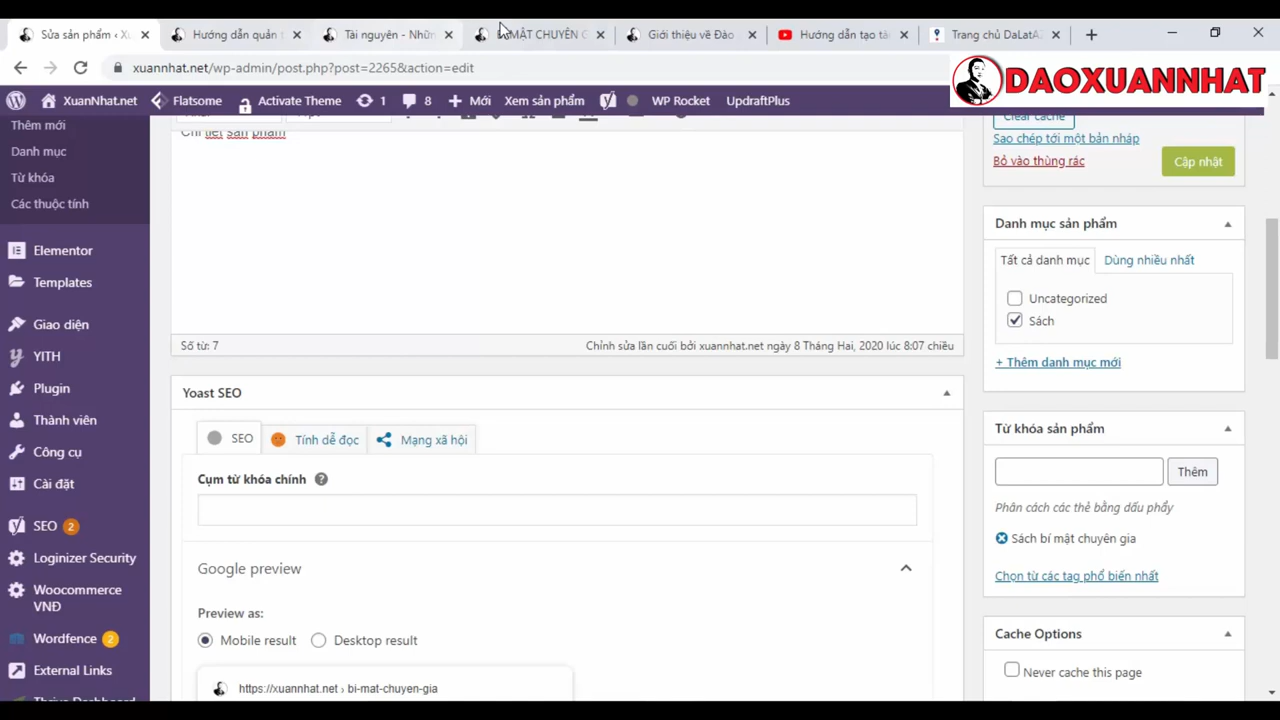 Sửa sản phẩm ‹ X
Hướng dẫn quản t
Tài nguyên - Nhữn
MẬT CHUYÊN G
Giới thiệu về Đào
Hướng dẫn tạo tà
Trang chủ DaLatA
xuannhat.net/wp-admin/post.php?post=2265&action=edit
DAOXUANNHAT
XuanNhat.net
Flatsome
Activate Theme
1
8
Mới
Xem sản phẩm
WP Rocket
UpdraftPlus
Thêm mới
Danh mục
Từ khóa
Các thuộc tính
Elementor
Templates
Giao diện
YITH
Plugin
Thành viên
Công cụ
Cài đặt
SEO 2
Loginizer Security
Woocommerce
VNĐ
Wordfence 2
External Links
Thrive Dashboard
Chi tiết sản phẩm
Số từ: 7
Chỉnh sửa lần cuối bởi xuannhat.net ngày 8 Tháng Hai, 2020 lúc 8:07 chiều
Yoast SEO
SEO
Tính dễ đọc
Mạng xã hội
Cụm từ khóa chính
Google preview
Preview as:
Mobile result
Desktop result
https://xuannhat.net › bi-mat-chuyen-gia
Clear cache
Sao chép tới một bản nháp
Bỏ vào thùng rác
Cập nhật
Danh mục sản phẩm
Tất cả danh mục
Dùng nhiều nhất
Uncategorized
Sách
+ Thêm danh mục mới
Từ khóa sản phẩm
Thêm
Phân cách các thẻ bằng dấu phẩy
Sách bí mật chuyên gia
Chọn từ các tag phổ biến nhất
Cache Options
Never cache this page